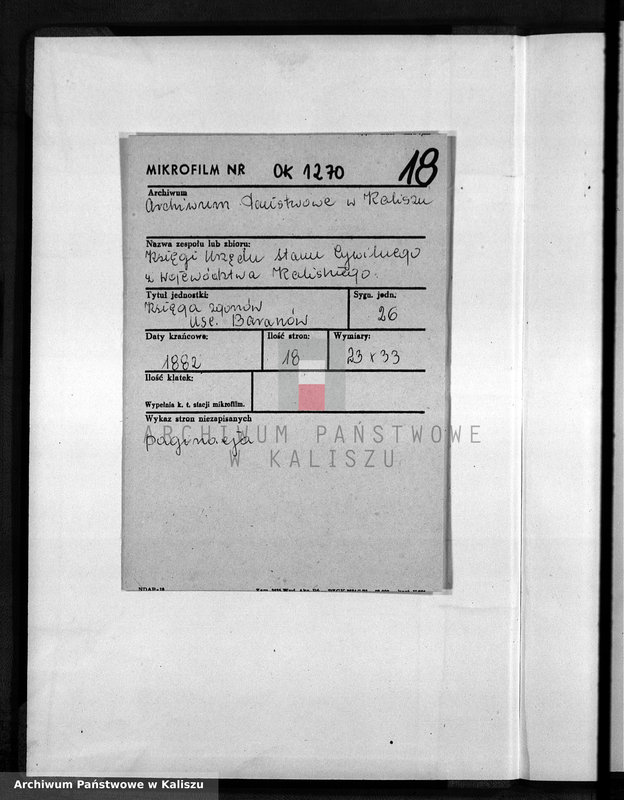 MIKROFILM NR OK 1270 18
Archiwum
Archiwum Państwowe w Kaliszu
Nazwa zespołu lub zbioru:
Księgi Urzędu Stanu Cywilnego
z województwa Kaliskiego.
Tytuł jednostki:
Księga zgonów
USC. Baranów
Sygn. jedn.
26
Daty krańcowe:
1882
Ilość stron:
18
Wymiary:
23 x 33
Ilość klatek:
Wypełnia k. t. stacji mikrofilm.
Wykaz stron niezapisanych
paginacja
ARCHIWUM PAŃSTWOWE
W KALISZU
NDAP-18
Archiwum Państwowe w Kaliszu